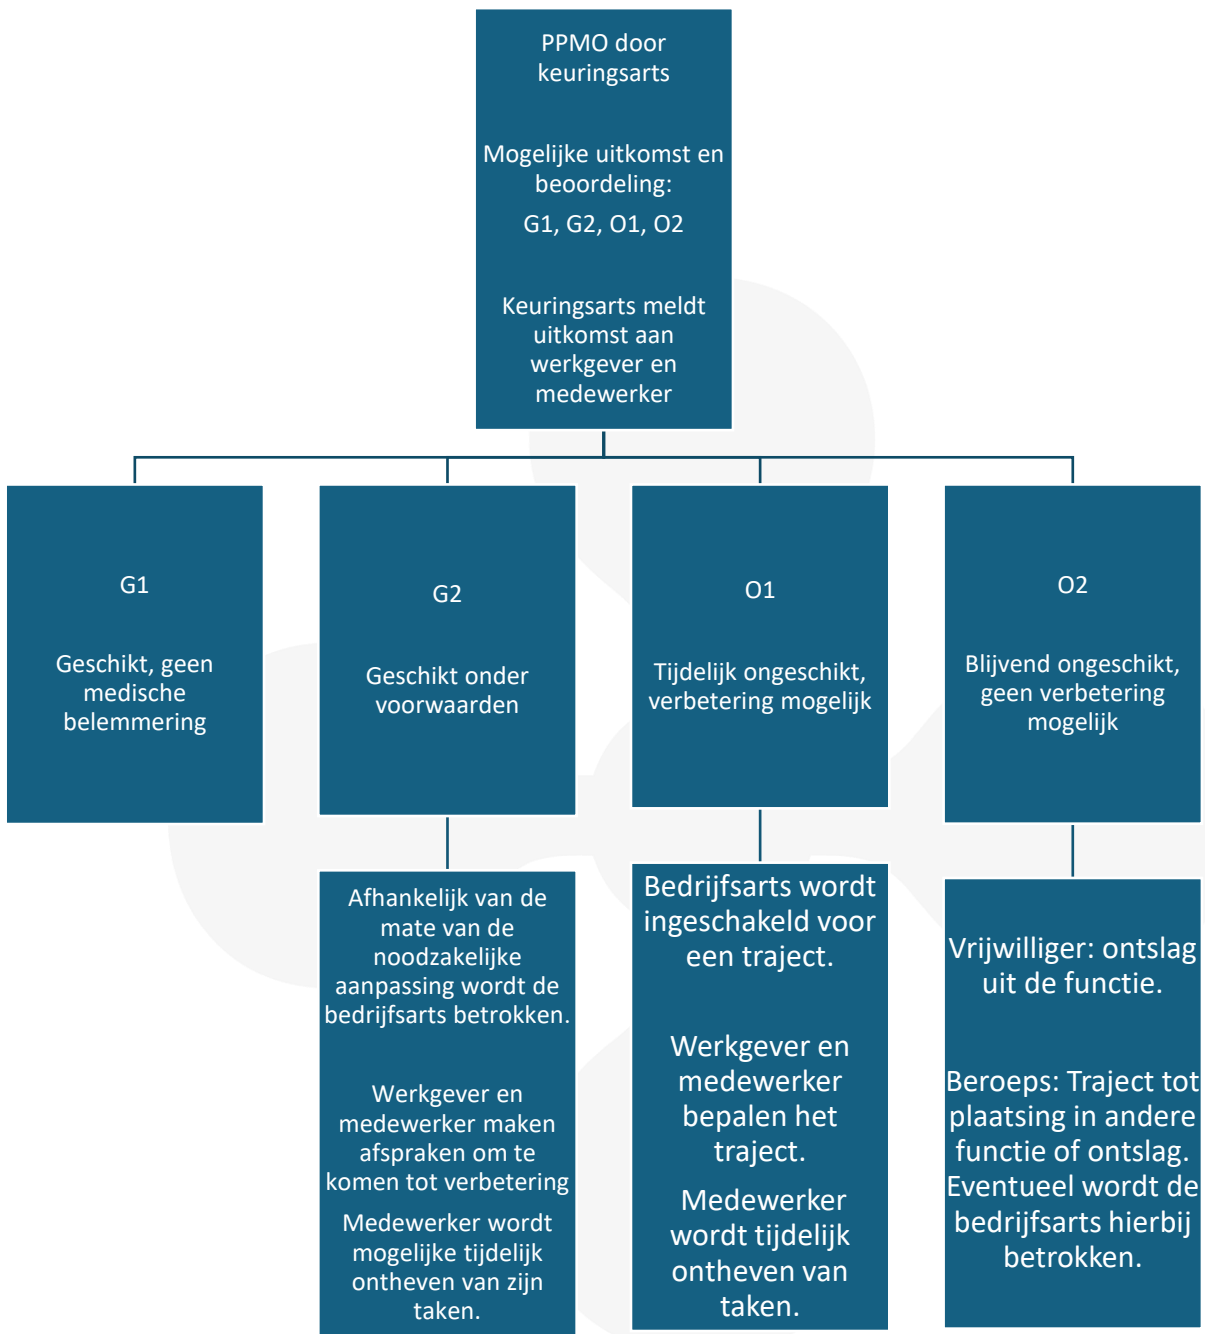 PPMO door
keuringsarts
Mogelijke uitkomst en
beoordeling:
G1, G2, O1, O2
Keuringsarts meldt
uitkomst aan
werkgever en
medewerker
G1
Geschikt, geen
medische
belemmering
G2
Geschikt onder
voorwaarden
O1
Tijdelijk ongeschikt,
verbetering mogelijk
O2
Blijvend ongeschikt,
geen verbetering
mogelijk
Afhankelijk van de
mate van de
noodzakelijke
aanpassing wordt de
bedrijfsarts betrokken.
Werkgever en
medewerker maken
afspraken om te
komen tot verbetering
Medewerker wordt
mogelijke tijdelijk
ontheven van zijn
taken.
Bedrijfsarts wordt
ingeschakeld voor
een traject.
Werkgever en
medewerker
bepalen het
traject.
Medewerker
wordt tijdelijk
ontheven van
taken.
Vrijwilliger: ontslag
uit de functie.
Beroeps: Traject tot
plaatsing in andere
functie of ontslag.
Eventueel wordt de
bedrijfsarts hierbij
betrokken.